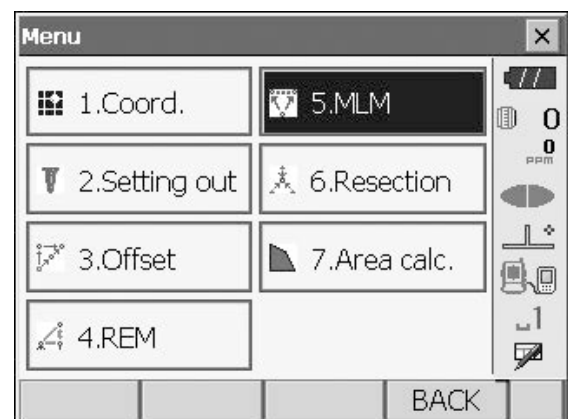 Menu
1.Coord.
5.MLM
2.Setting out
6.Resection
3.Offset
7.Area calc.
4.REM
0
0
PPM
1
BACK